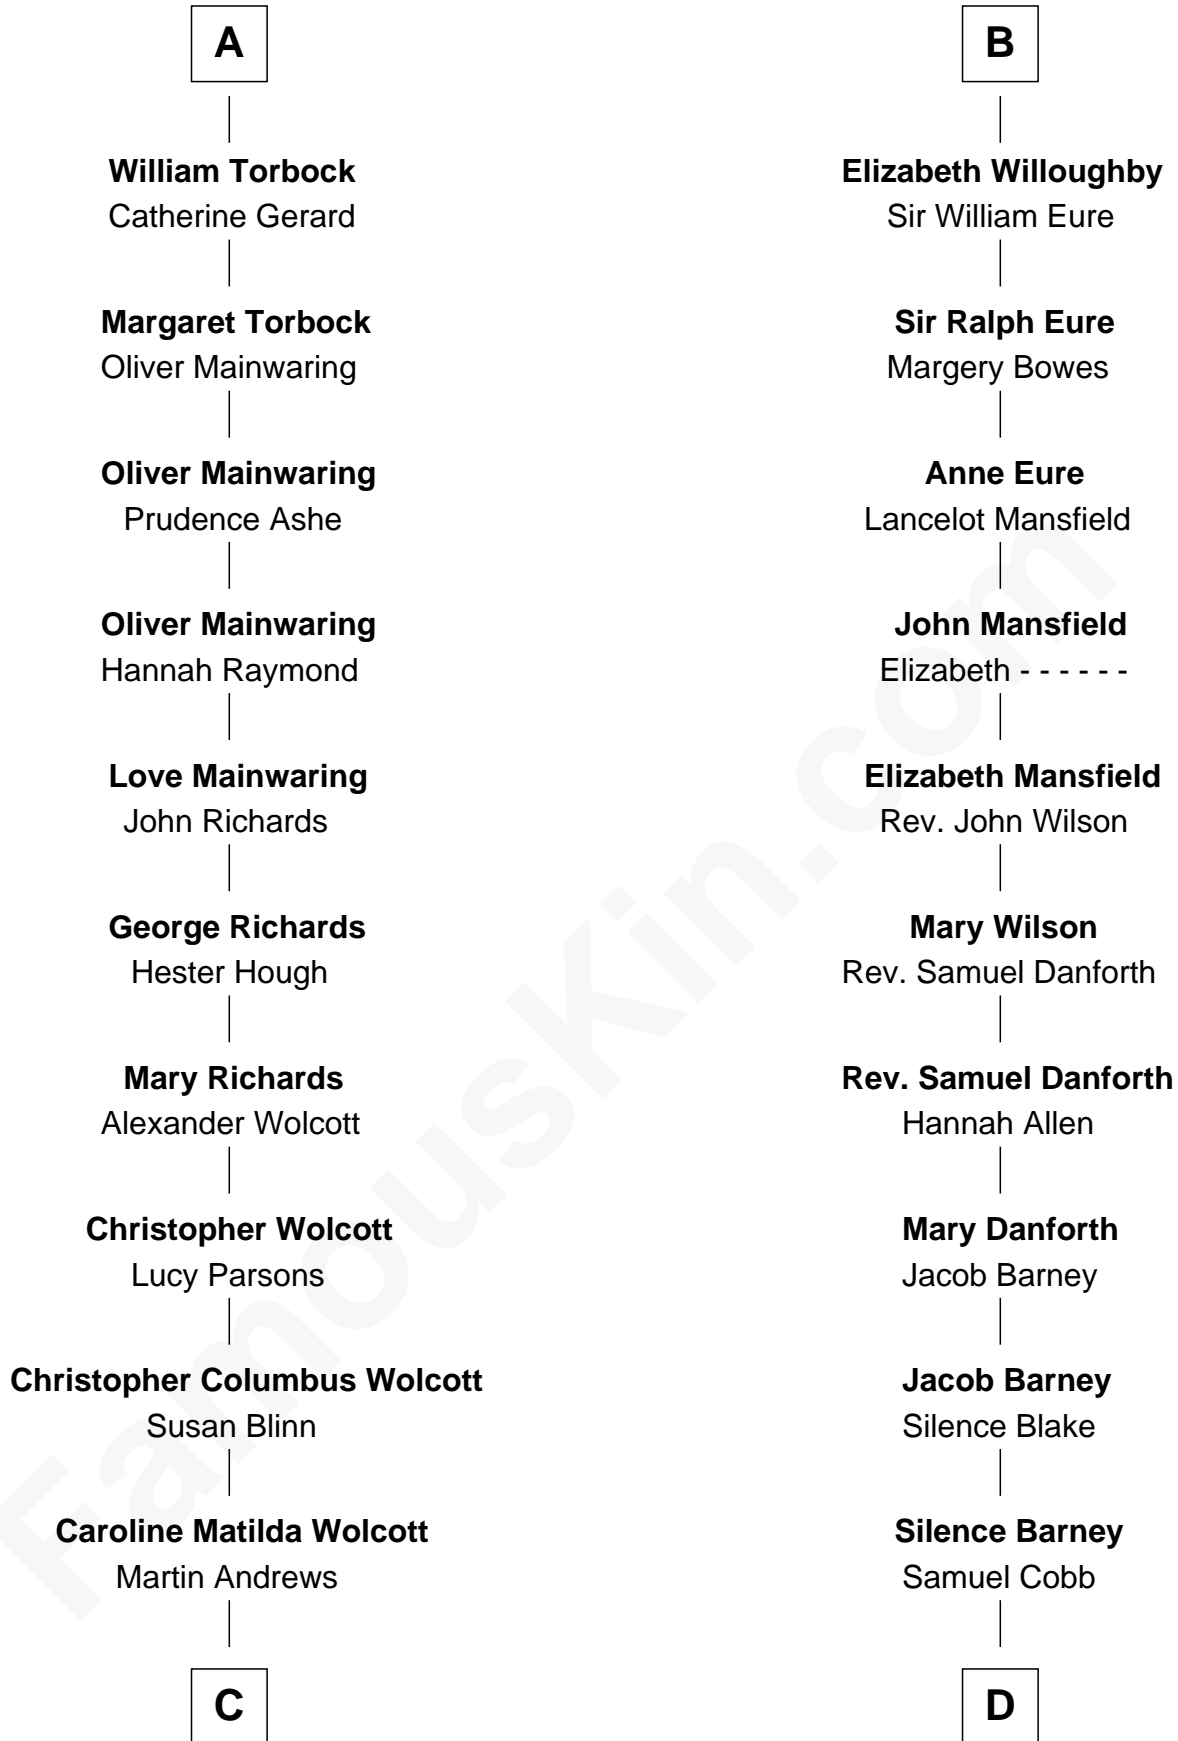 A
William Torbock
Catherine Gerard
Margaret Torbock
Oliver Mainwaring
Oliver Mainwaring
Prudence Ashe
Oliver Mainwaring
Hannah Raymond
Love Mainwaring
John Richards
George Richards
Hester Hough
Mary Richards
Alexander Wolcott
Christopher Wolcott
Lucy Parsons
Christopher Columbus Wolcott
Susan Blinn
Caroline Matilda Wolcott
Martin Andrews
C
B
Elizabeth Willoughby
Sir William Eure
Sir Ralph Eure
Margery Bowes
Anne Eure
Lancelot Mansfield
John Mansfield
Elizabeth - - - - - -
Elizabeth Mansfield
Rev. John Wilson
Mary Wilson
Rev. Samuel Danforth
Rev. Samuel Danforth
Hannah Allen
Mary Danforth
Jacob Barney
Jacob Barney
Silence Blake
Silence Barney
Samuel Cobb
D
FamousKin.com